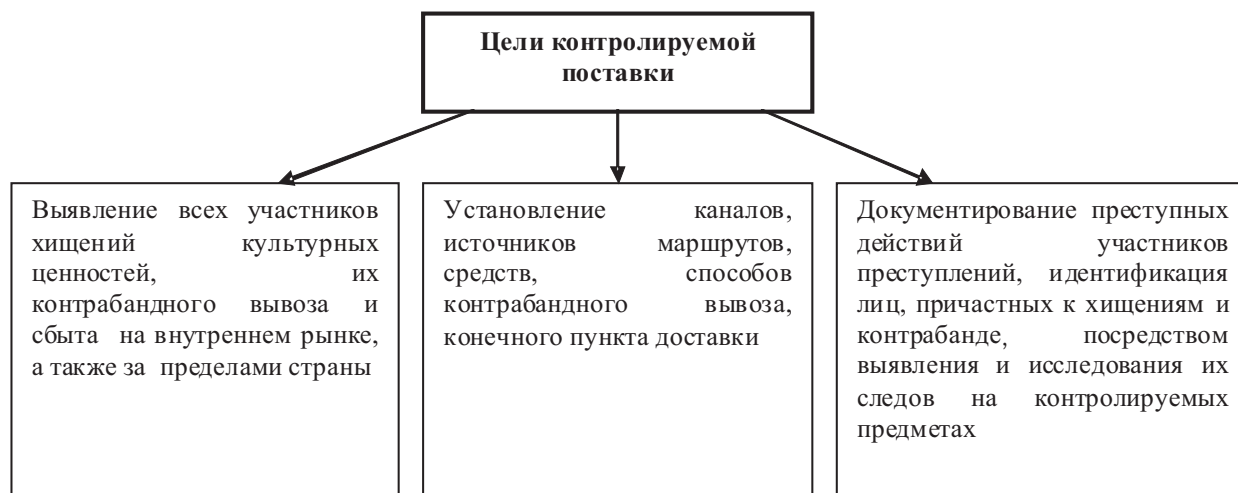 Цели контролируемой
поставки
Выявление всех участников
хищений культурных
ценностей, их
контрабандного вывоза и
сбыта на внутреннем рынке,
а также за пределами страны
Установление каналов,
источников маршрутов,
средств, способов
контрабандного вывоза,
конечного пункта доставки
Документирование преступных
действий участников
преступлений, идентификация
лиц, причастных к хищениям и
контрабанде, посредством
выявления и исследования их
следов на контролируемых
предметах